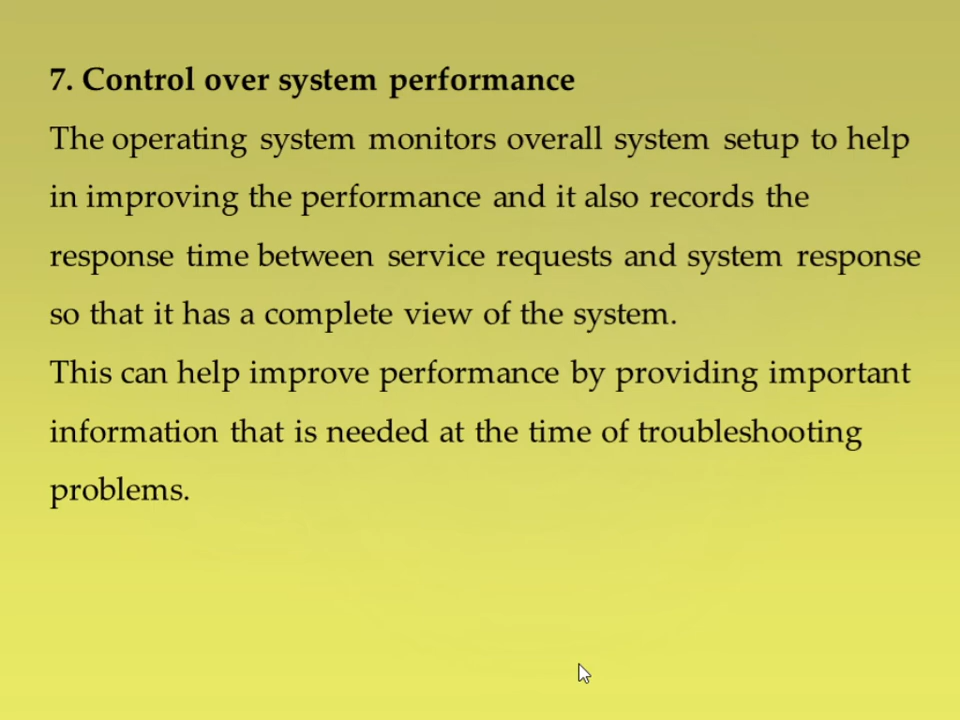 7. Control over system performance
The operating system monitors overall system setup to help
in improving the performance and it also records the
response time between service requests and system response
so that it has a complete view of the system.
This can help improve performance by providing important
information that is needed at the time of troubleshooting
problems.